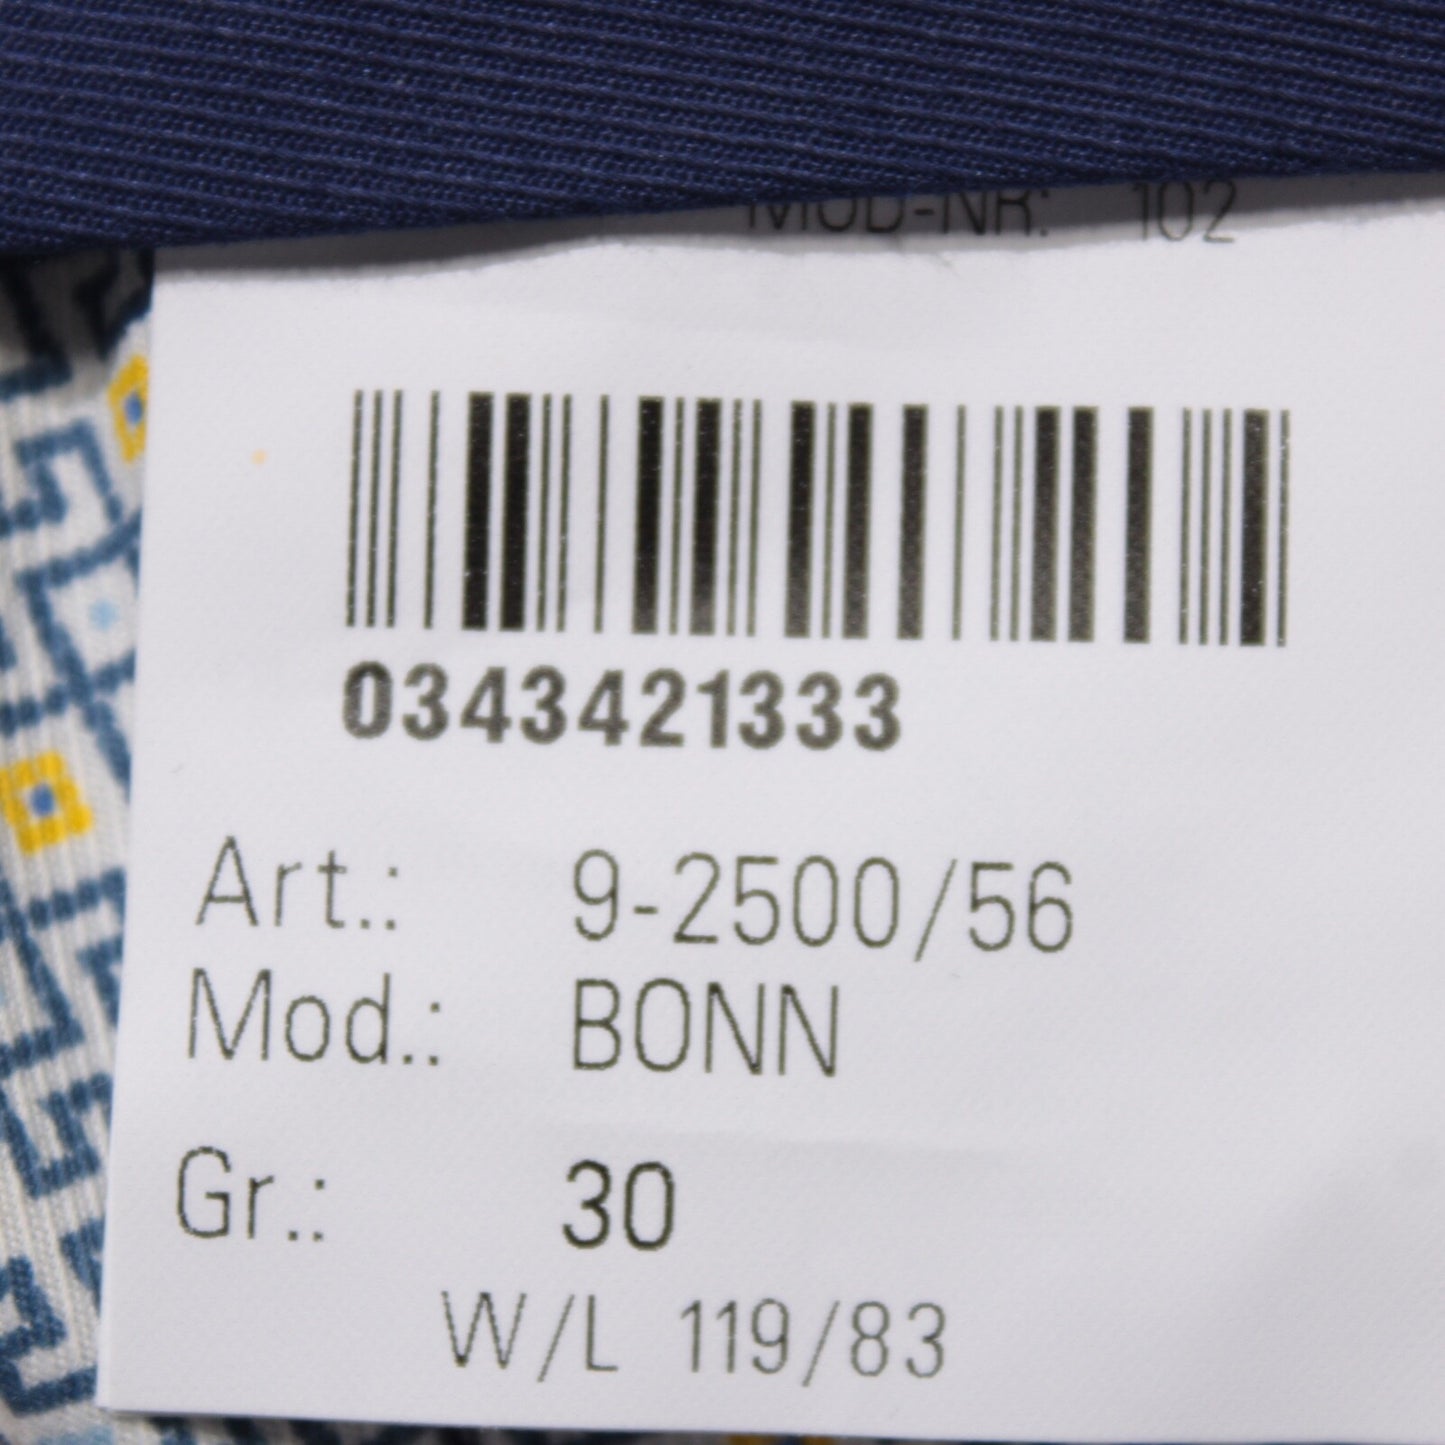 MOD-NR: 102
0343421333
Art.: 9-2500/56
Mod.: BONN
Gr.: 30
W/L 119/83